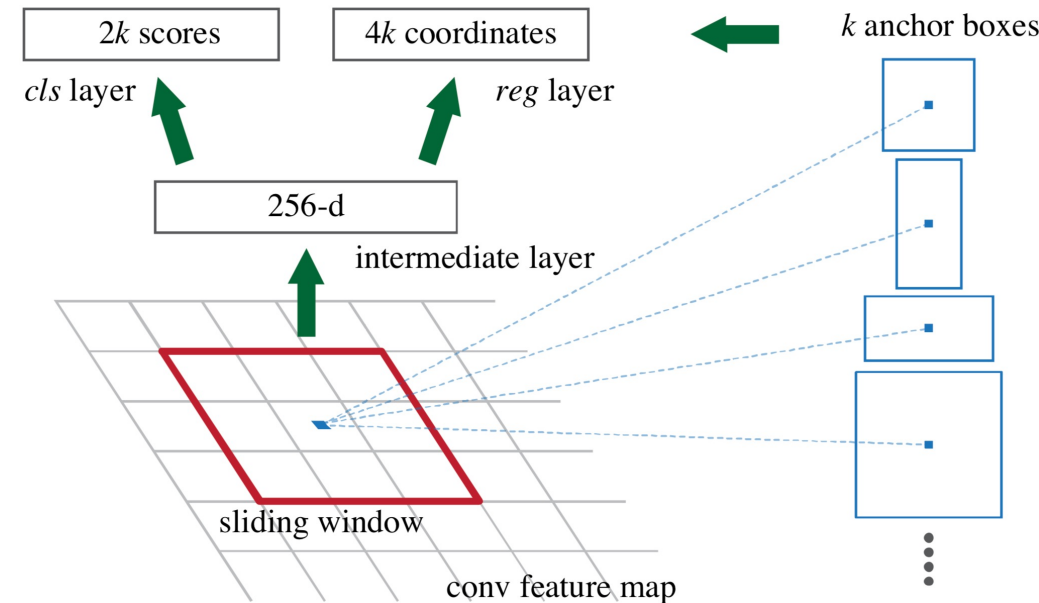 2k scores
4k coordinates
k anchor boxes
cls layer
reg layer
256-d
intermediate layer
sliding window
conv feature map